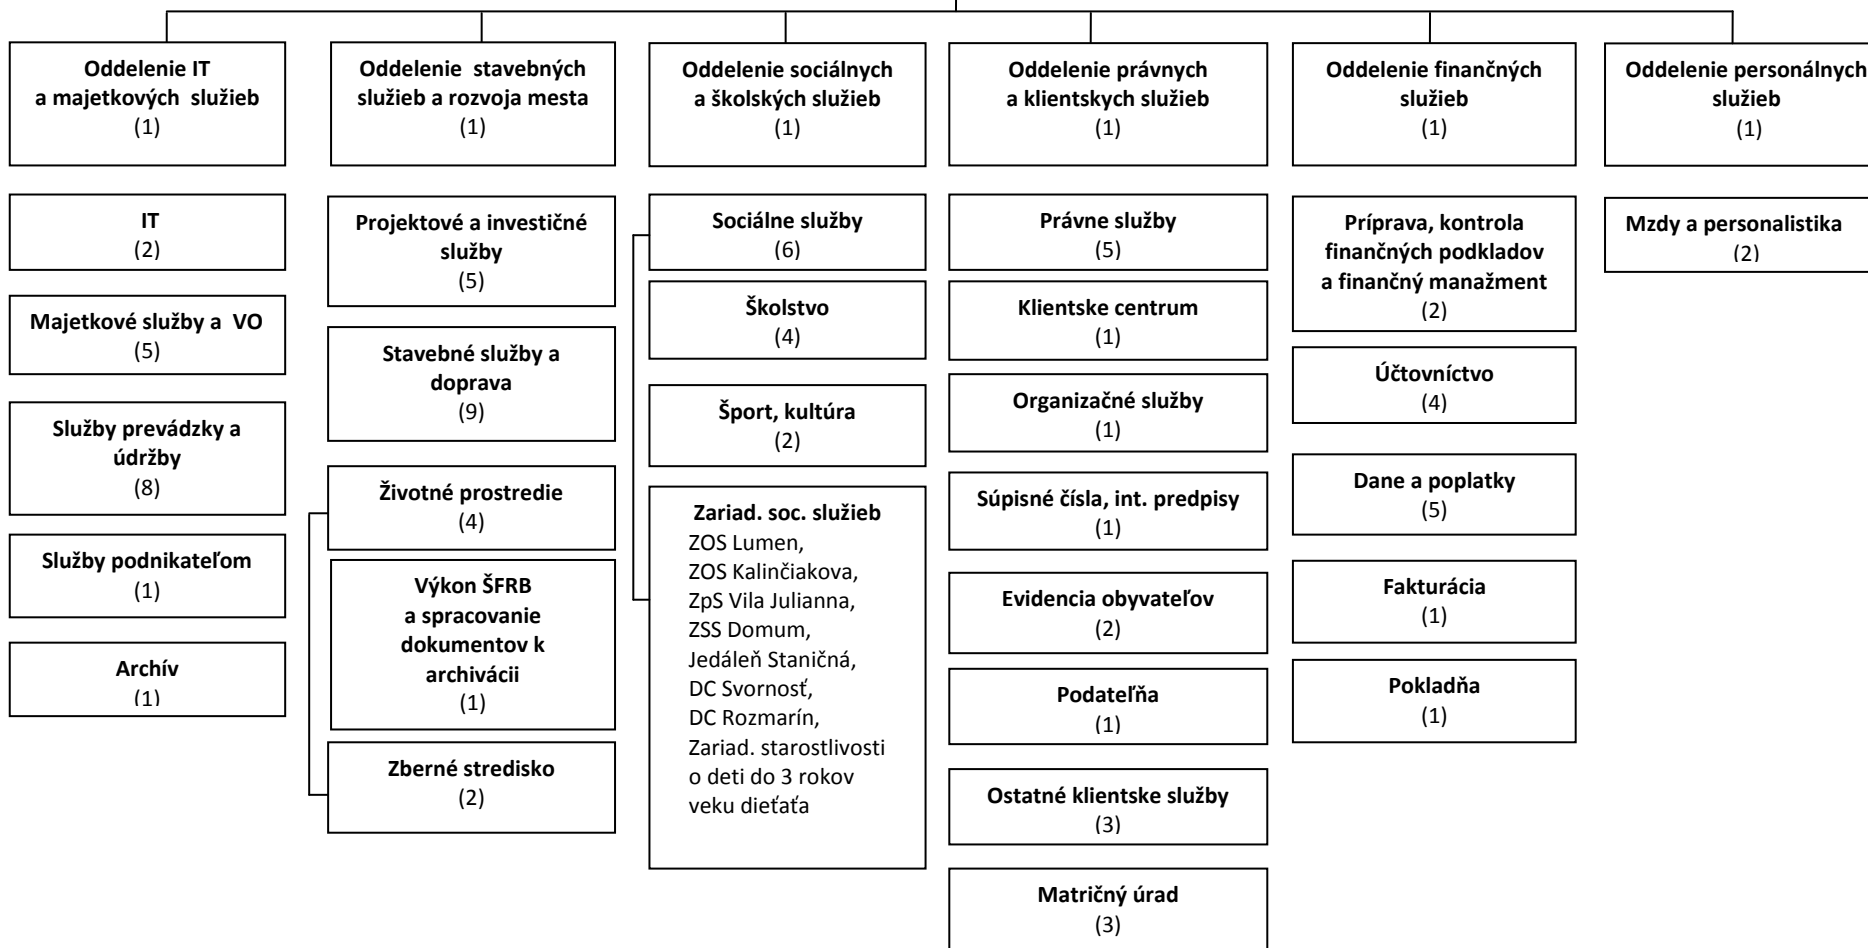 Oddelenie IT
a majetkových služieb
(1)
IT
(2)
Majetkové služby a VO
(5)
Služby prevádzky a
údržby
(8)
Služby podnikateľom
(1)
Archív
(1)
Oddelenie stavebných
služieb a rozvoja mesta
(1)
Projektové a investičné
služby
(5)
Stavebné služby a
doprava
(9)
Životné prostredie
(4)
Výkon ŠFRB
a spracovanie
dokumentov k
archivácii
(1)
Zberné stredisko
(2)
Oddelenie sociálnych
a školských služieb
(1)
Sociálne služby
(6)
Školstvo
(4)
Šport, kultúra
(2)
Zariad. soc. služieb
ZOS Lumen,
ZOS Kalinčiakova,
ZpS Vila Julianna,
ZSS Domum,
Jedáleň Staničná,
DC Svornosť,
DC Rozmarín,
Zariad. starostlivosti
o deti do 3 rokov
veku dieťaťa
Oddelenie právnych
a klientskych služieb
(1)
Právne služby
(5)
Klientske centrum
(1)
Organizačné služby
(1)
Súpisné čísla, int. predpisy
(1)
Evidencia obyvateľov
(2)
Podateľňa
(1)
Ostatné klientske služby
(3)
Matričný úrad
(3)
Oddelenie finančných
služieb
(1)
Príprava, kontrola
finančných podkladov
a finančný manažment
(2)
Účtovníctvo
(4)
Dane a poplatky
(5)
Fakturácia
(1)
Pokladňa
(1)
Oddelenie personálnych
služieb
(1)
Mzdy a personalistika
(2)